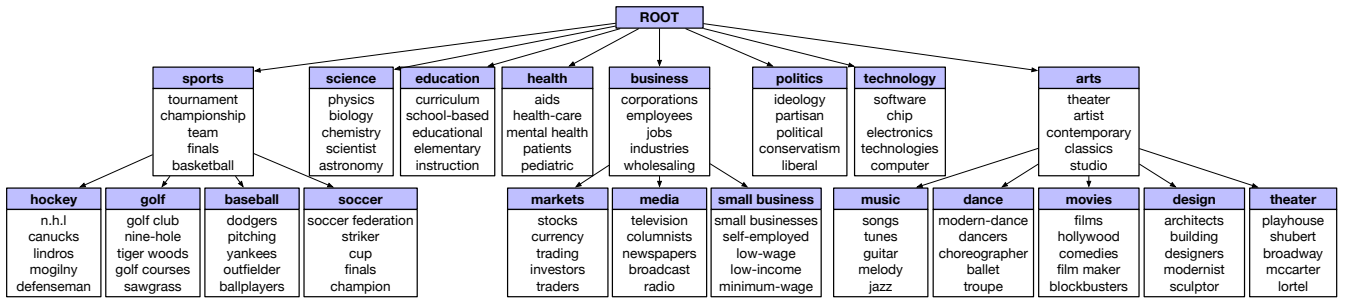 ROOT
sports
tournament
championship
team
finals
basketball
science
physics
biology
chemistry
scientist
astronomy
education
curriculum
school-based
educational
elementary
instruction
health
aids
health-care
mental health
patients
pediatric
business
corporations
employees
jobs
industries
wholesaling
politics
ideology
partisan
political
conservatism
liberal
technology
software
chip
electronics
technologies
computer
arts
theater
artist
contemporary
classics
studio
hockey
n.h.l
canucks
lindros
mogilny
defenseman
golf
golf club
nine-hole
tiger woods
golf courses
sawgrass
baseball
dodgers
pitching
yankees
outfielder
ballplayers
soccer
soccer federation
striker
cup
finals
champion
markets
stocks
currency
trading
investors
traders
media
television
columnists
newspapers
broadcast
radio
small business
small businesses
self-employed
low-wage
low-income
minimum-wage
music
songs
tunes
guitar
melody
jazz
dance
modern-dance
dancers
choreographer
ballet
troupe
movies
films
hollywood
comedies
film maker
blockbusters
design
architects
building
designers
modernist
sculptor
theater
playhouse
shubert
broadway
mccarter
lortel